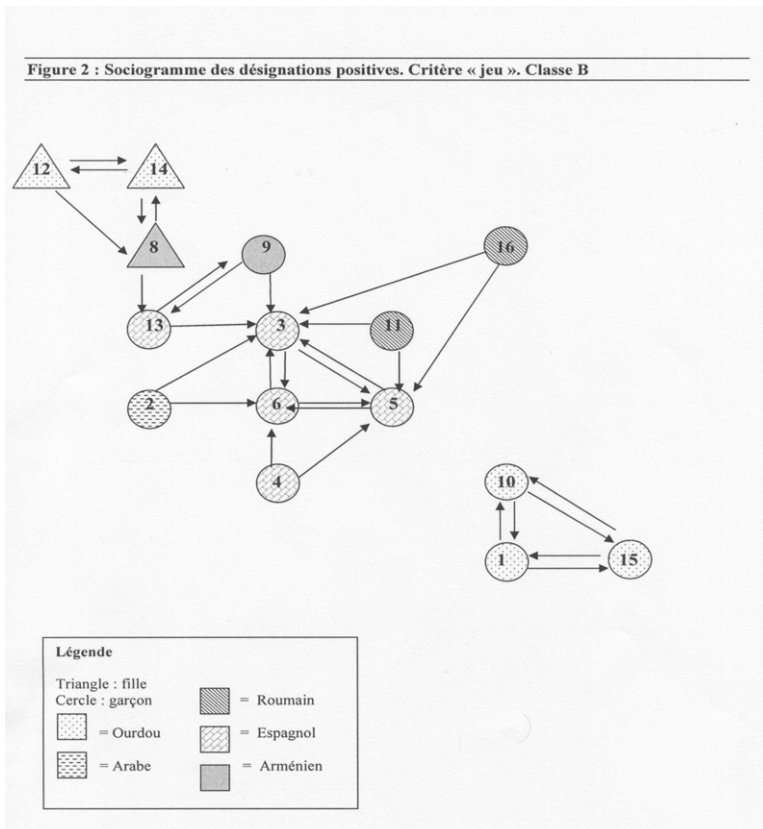 Figure 2 : Sociogramme des désignations positives. Critère « jeu ». Classe B
12 14
8 9 16
13 3 11
2 6 5
4 10
1 15
Légende
Triangle : fille
Cercle : garçon
= Roumain
= Ourdou = Espagnol
= Arabe = Arménien